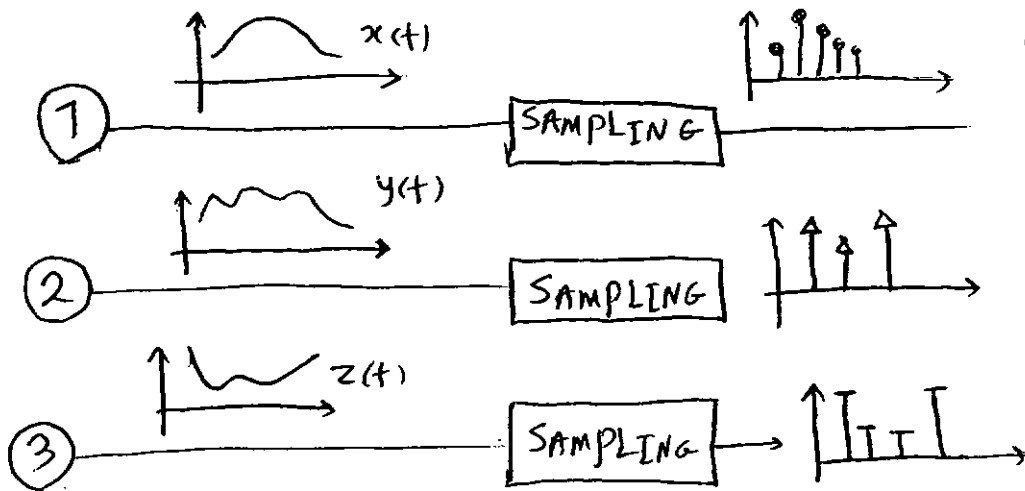 x(t)
1 SAMPLING
y(t)
2 SAMPLING
z(t)
3 SAMPLING